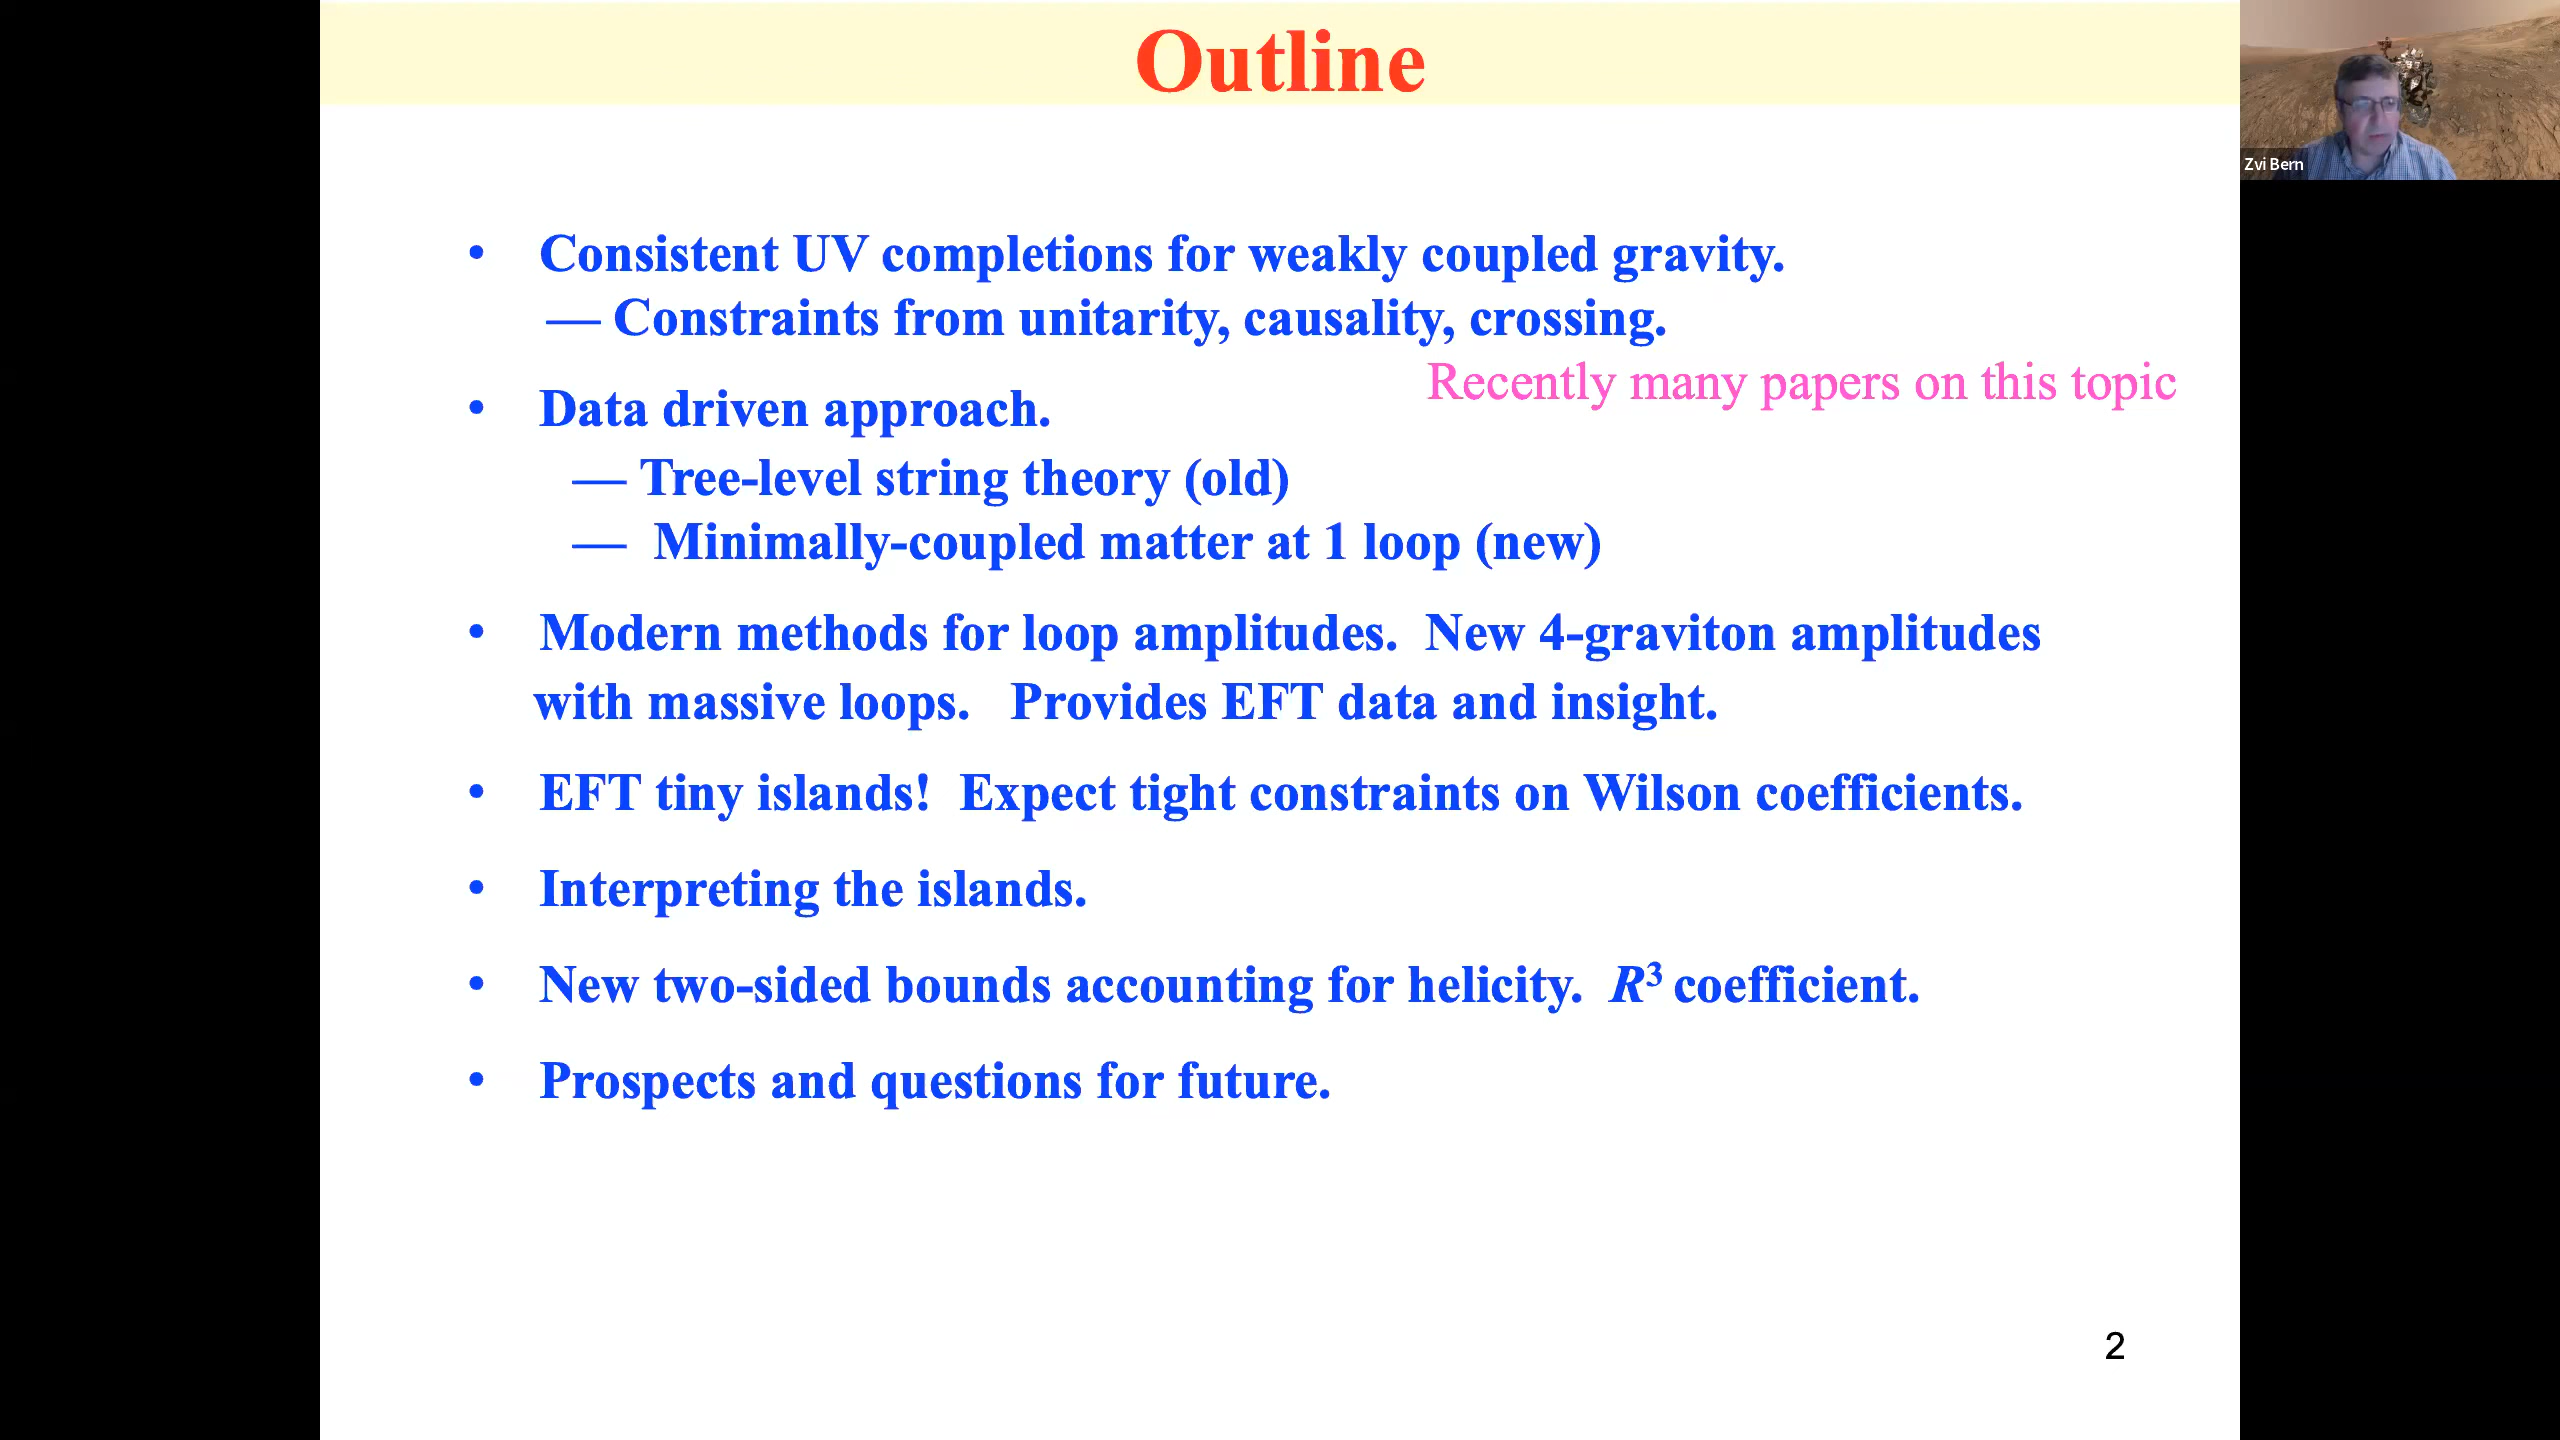 Outline
Zvi Bern
• Consistent UV completions for weakly coupled gravity.
— Constraints from unitarity, causality, crossing.
Recently many papers on this topic
• Data driven approach.
— Tree-level string theory (old)
— Minimally-coupled matter at 1 loop (new)
• Modern methods for loop amplitudes. New 4-graviton amplitudes
with massive loops. Provides EFT data and insight.
• EFT tiny islands! Expect tight constraints on Wilson coefficients.
• Interpreting the islands.
• New two-sided bounds accounting for helicity. R³ coefficient.
• Prospects and questions for future.
2